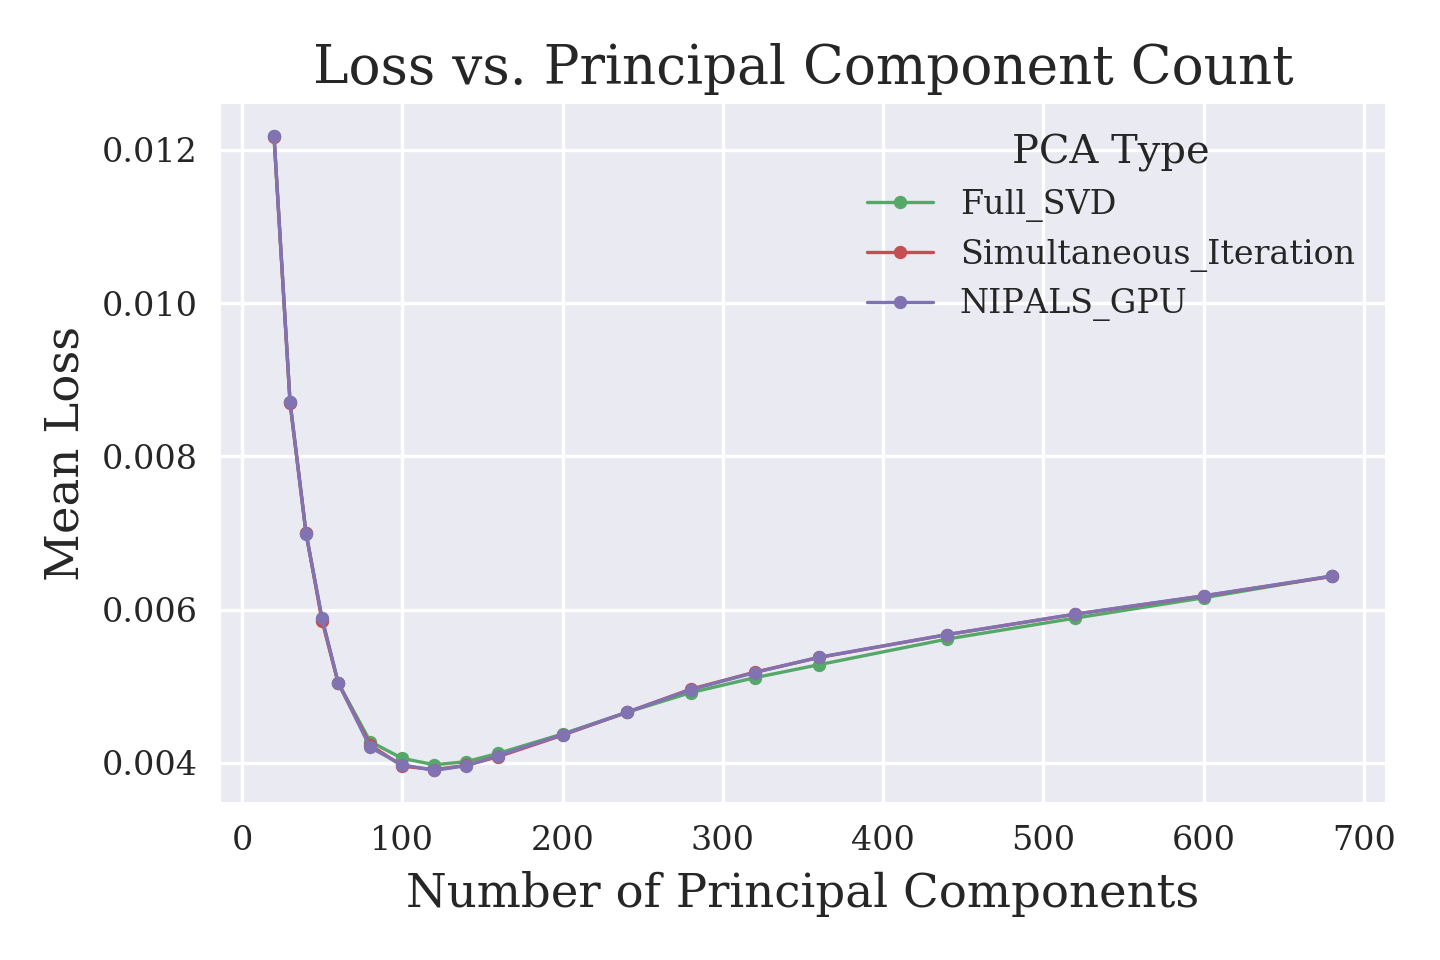 Loss vs. Principal Component Count
0.012
0.010
0.008
0.006
0.004
Mean Loss
PCA Type
Full_SVD
Simultaneous_Iteration
NIPALS_GPU
0 100 200 300 400 500 600 700
Number of Principal Components